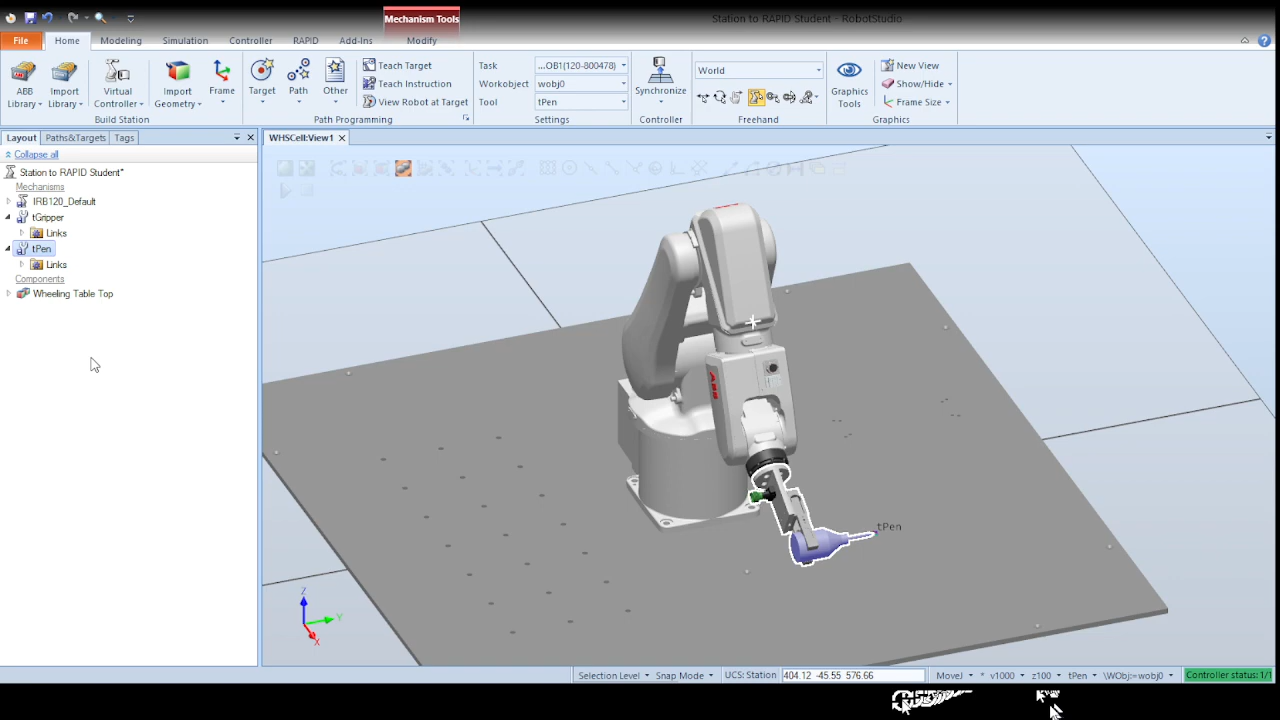 Mechanism Tools
Station to RAPID Student - RobotStudio
File Home Modeling Simulation Controller RAPID Add-Ins Modify
ABB Library
Import Library
Virtual Controller
Import Geometry
Frame
Build Station
Target
Path
Other
Teach Target
Teach Instruction
View Robot at Target
Path Programming
Task ...OB1(120-800478)
Workobject wobj0
Tool tPen
Settings
Synchronize
Controller
World
Freehand
Graphics Tools
New View
Show/Hide
Frame Size
Graphics
Layout Paths&Targets Tags
WHSCell:View1
Collapse all
Station to RAPID Student*
Mechanisms
IRB120_Default
tGripper
Links
tPen
Links
Components
Wheeling Table Top
ABB
tPen
Z
Y
X
Selection Level Snap Mode UCS: Station 404.12 -45.55 576.66 MoveJ * v1000 z100 tPen \WObj:=wobj0 Controller status: 1/1